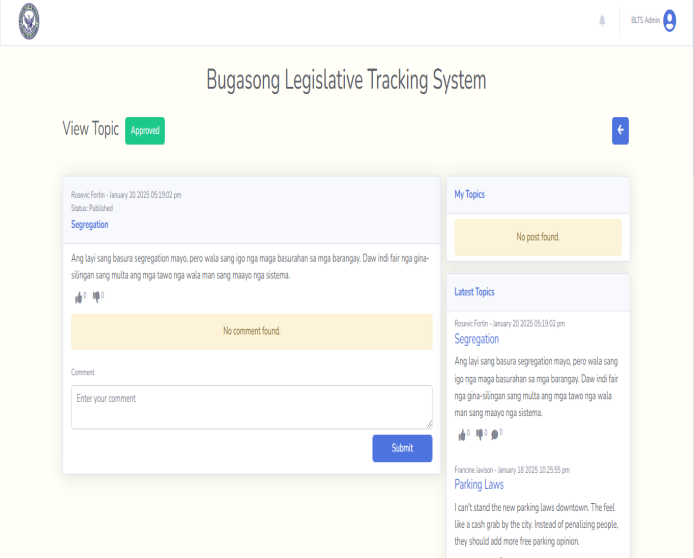 BLTS Admin
Bugasong Legislative Tracking System
View Topic Approved
Rosevic Fortin - January 20 2025 05:19:02 pm
Status: Published
Segregation
Ang layi sang basura segregation mayo, pero wala sang igo nga maga basurahan sa mga barangay. Daw indi fair nga gina-
silingan sang multa ang mga tawo nga wala man sang maayo nga sistema.
0 0
No comment found.
Comment
Enter your comment
Submit
My Topics
No post found.
Latest Topics
Rosevic Fortin - January 20 2025 05:19:02 pm
Segregation
Ang layi sang basura segregation mayo, pero wala sang
igo nga maga basurahan sa mga barangay. Daw indi fair
nga gina-silingan sang multa ang mga tawo nga wala
man sang maayo nga sistema.
0 0 0
Francine Javison - January 18 2025 10:25:55 pm
Parking Laws
I can't stand the new parking laws downtown. The feel
like a cash grab by the city. Instead of penalizing people,
they should add more free parking opinion.